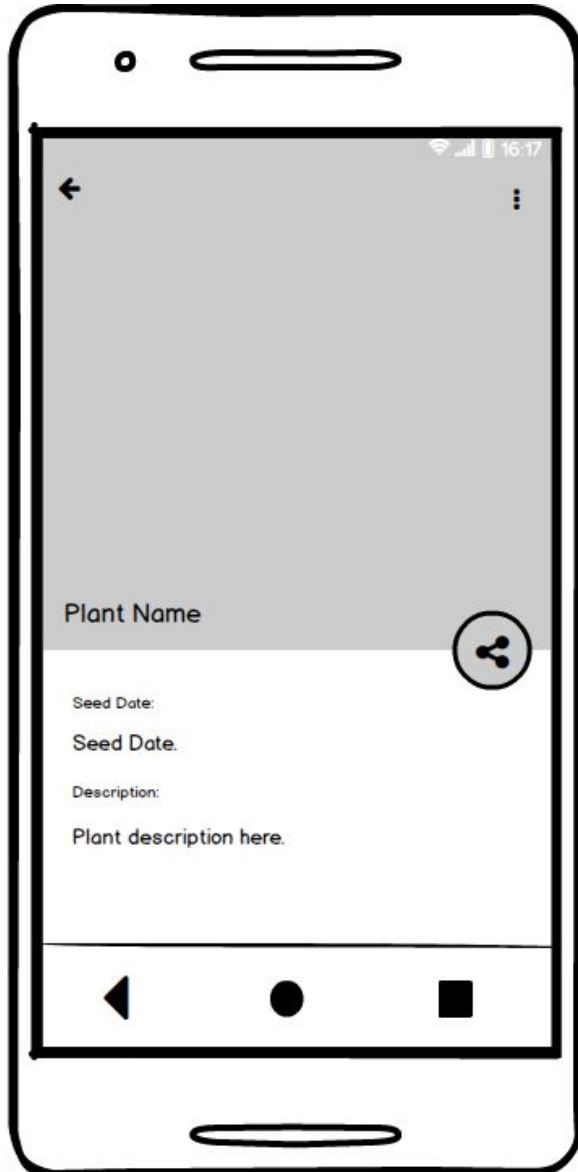 16:17
Plant Name
Seed Date:
Seed Date.
Description:
Plant description here.